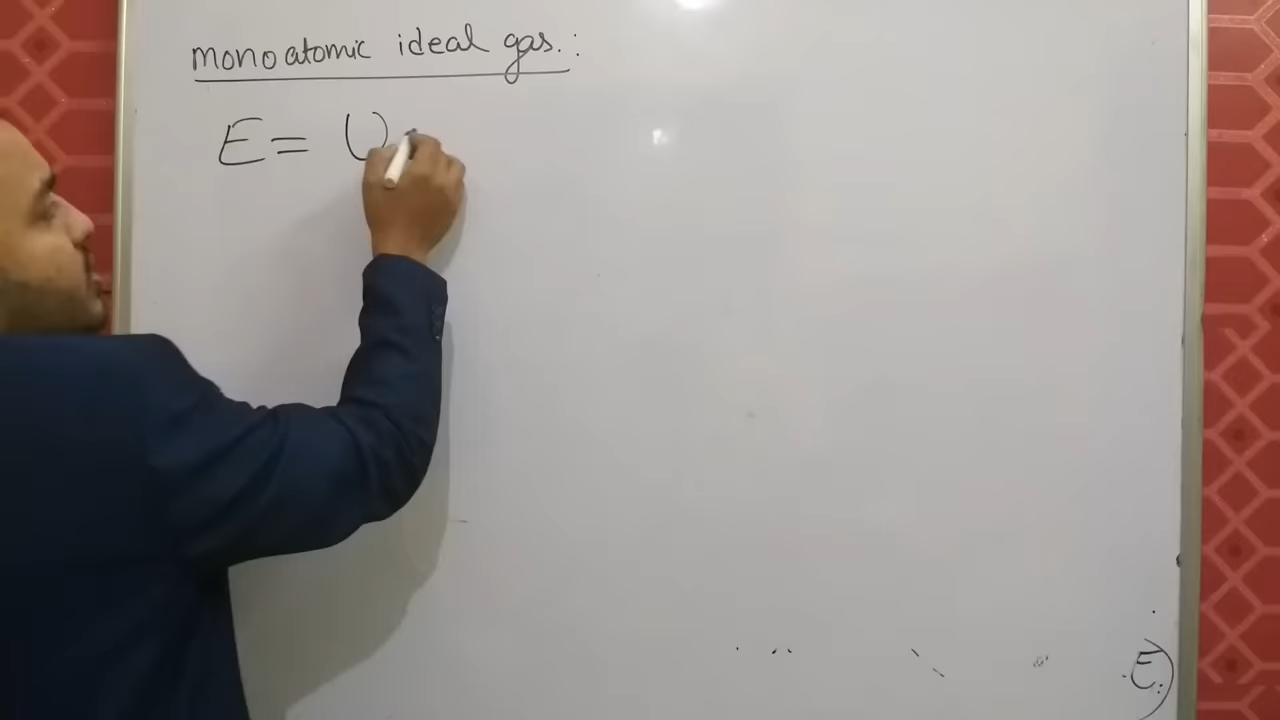 monoatomic ideal gas.:
E = U
E